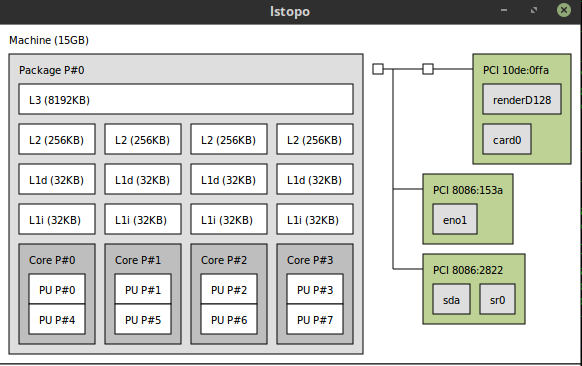 lstopo
Machine (15GB)
Package P#0
L3 (8192KB)
L2 (256KB) L2 (256KB) L2 (256KB) L2 (256KB)
L1d (32KB) L1d (32KB) L1d (32KB) L1d (32KB)
L1i (32KB) L1i (32KB) L1i (32KB) L1i (32KB)
Core P#0 Core P#1 Core P#2 Core P#3
PU P#0 PU P#1 PU P#2 PU P#3
PU P#4 PU P#5 PU P#6 PU P#7
PCI 10de:0ffa
renderD128
card0
PCI 8086:153a
eno1
PCI 8086:2822
sda sr0